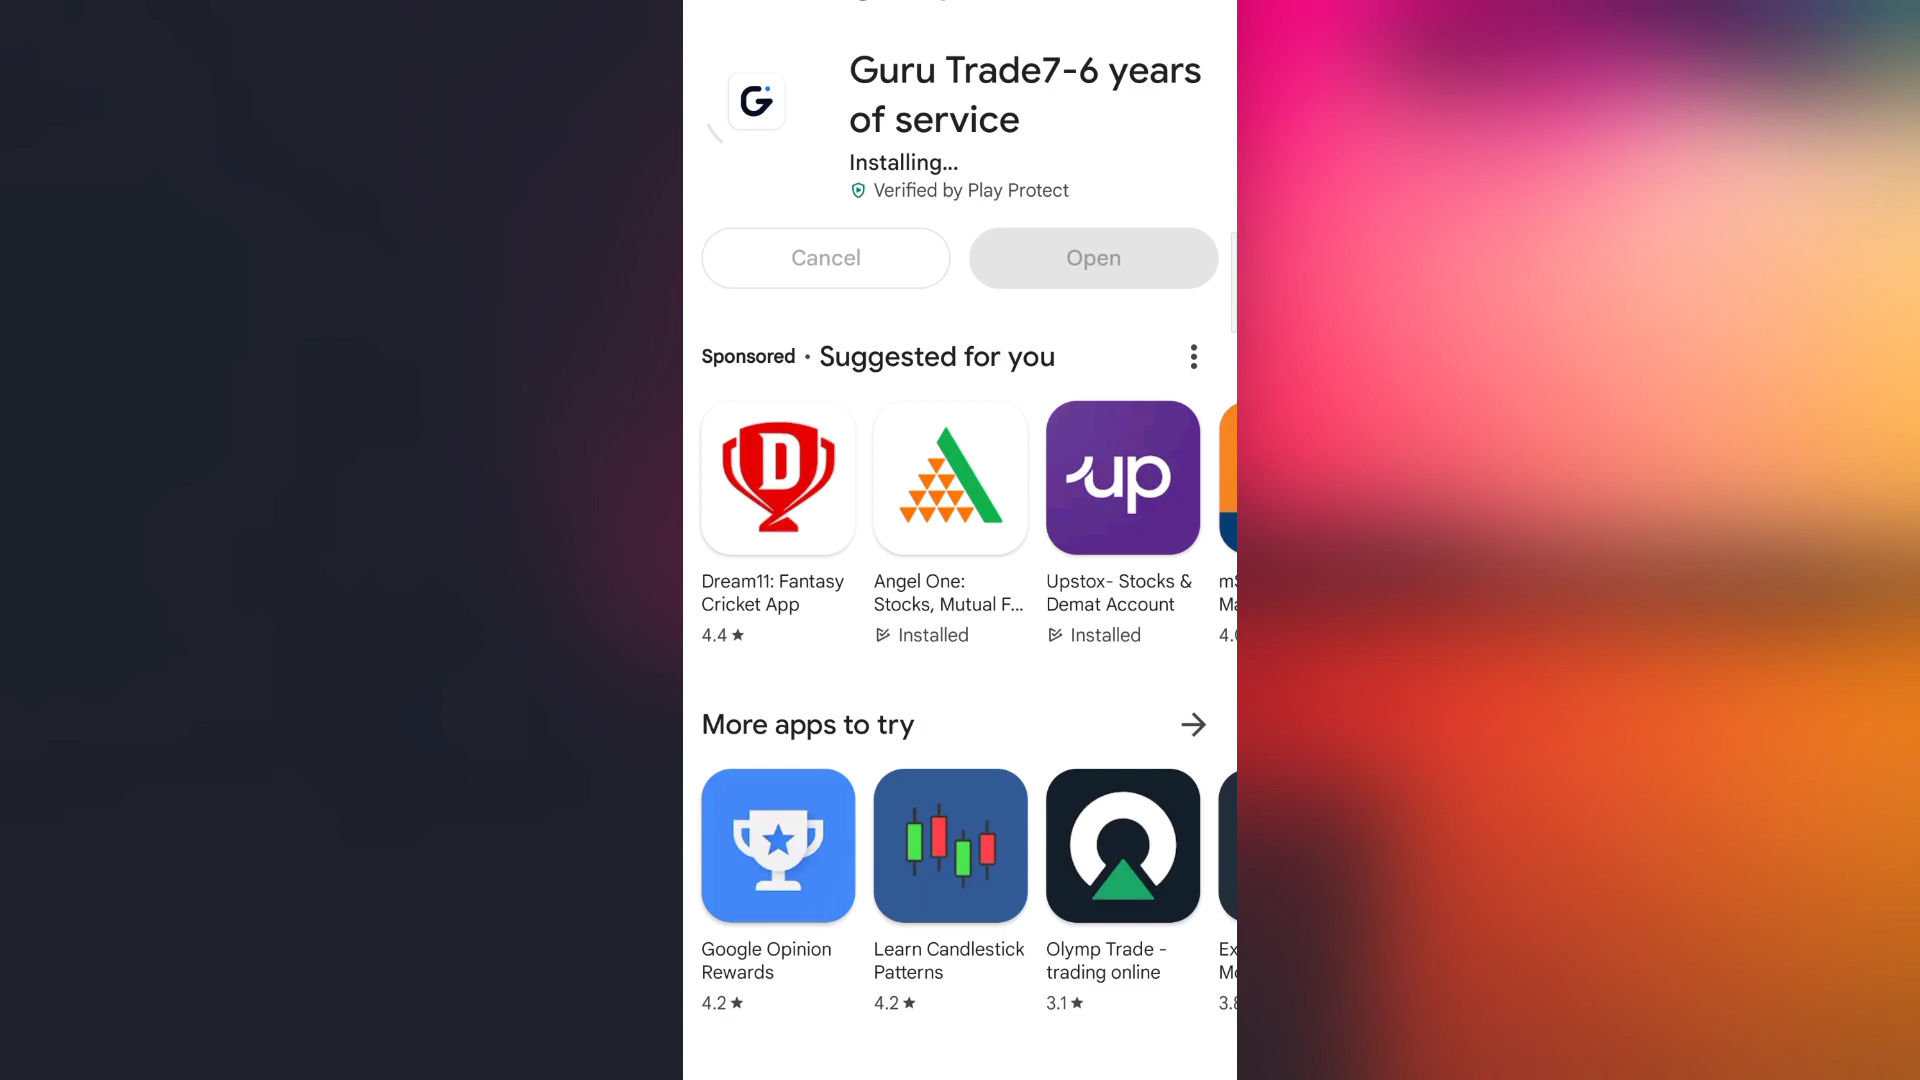 Guru Trade7-6 years
of service
Installing...
Verified by Play Protect
Cancel
Open
Sponsored • Suggested for you
D
up
Dream11: Fantasy
Cricket App
4.4★
Angel One:
Stocks, Mutual F...
Installed
Upstox- Stocks &
Demat Account
Installed
More apps to try
Google Opinion
Rewards
4.2★
Learn Candlestick
Patterns
4.2★
Olymp Trade -
trading online
3.1★